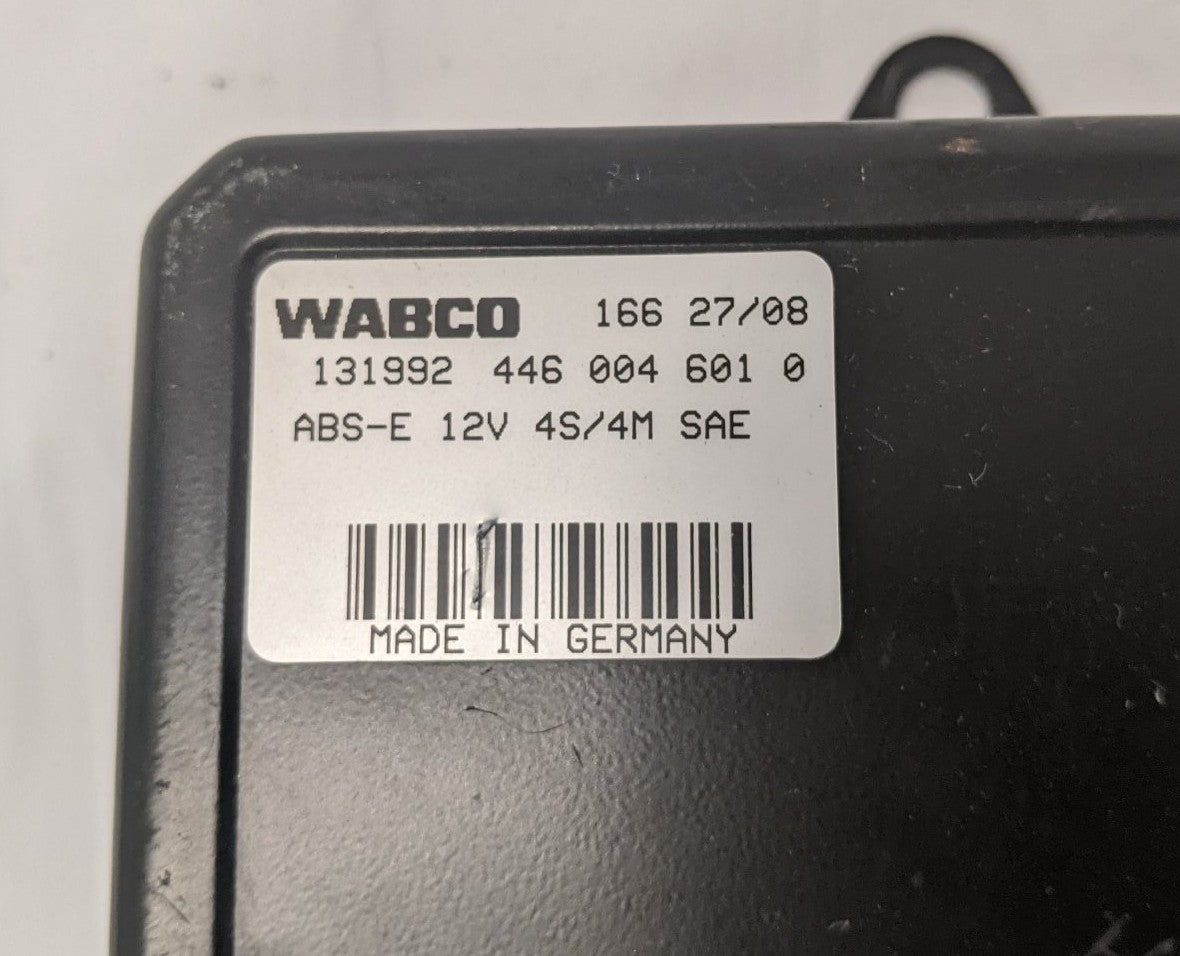 WABCO 166 27/08
131992 446 004 601 0
ABS-E 12V 4S/4M SAE
MADE IN GERMANY